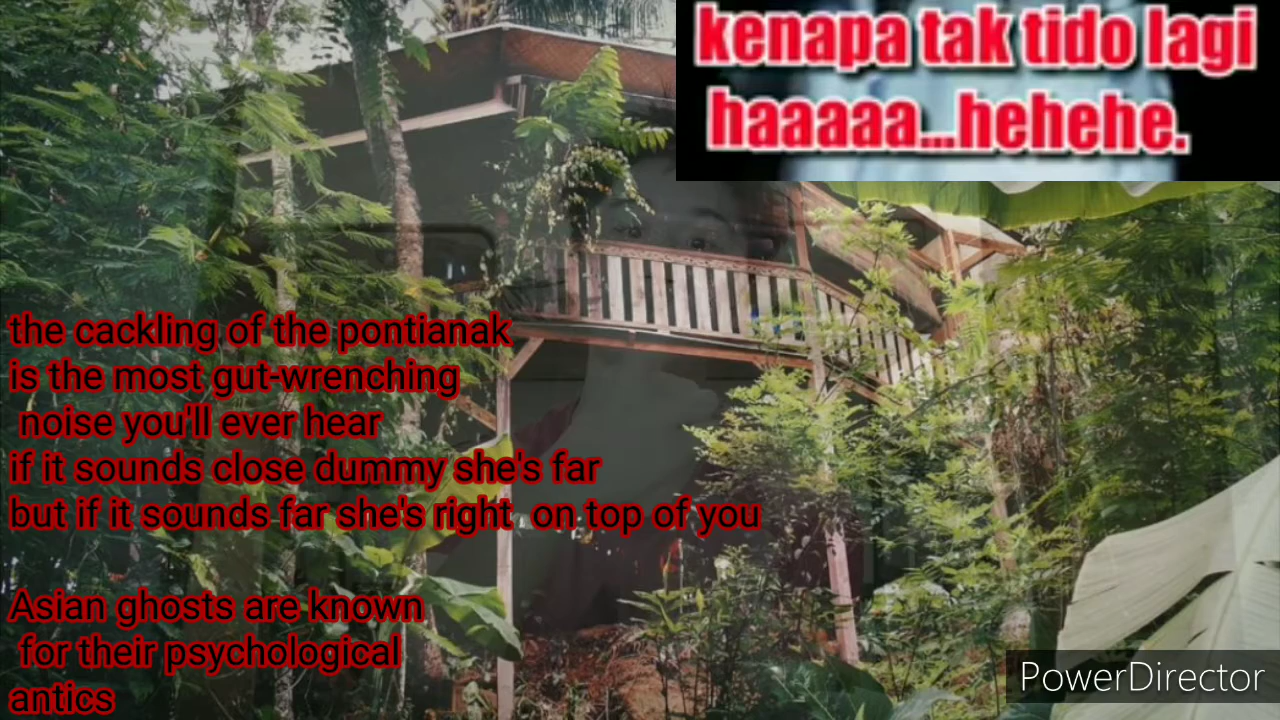 kenapa tak tido lagi
haaaaa...hehehe.
the cackling of the pontianak
is the most gut-wrenching
noise you'll ever hear
if it sounds close dummy she's far
but if it sounds far she's right on top of you
Asian ghosts are known
for their psychological
antics
PowerDirector